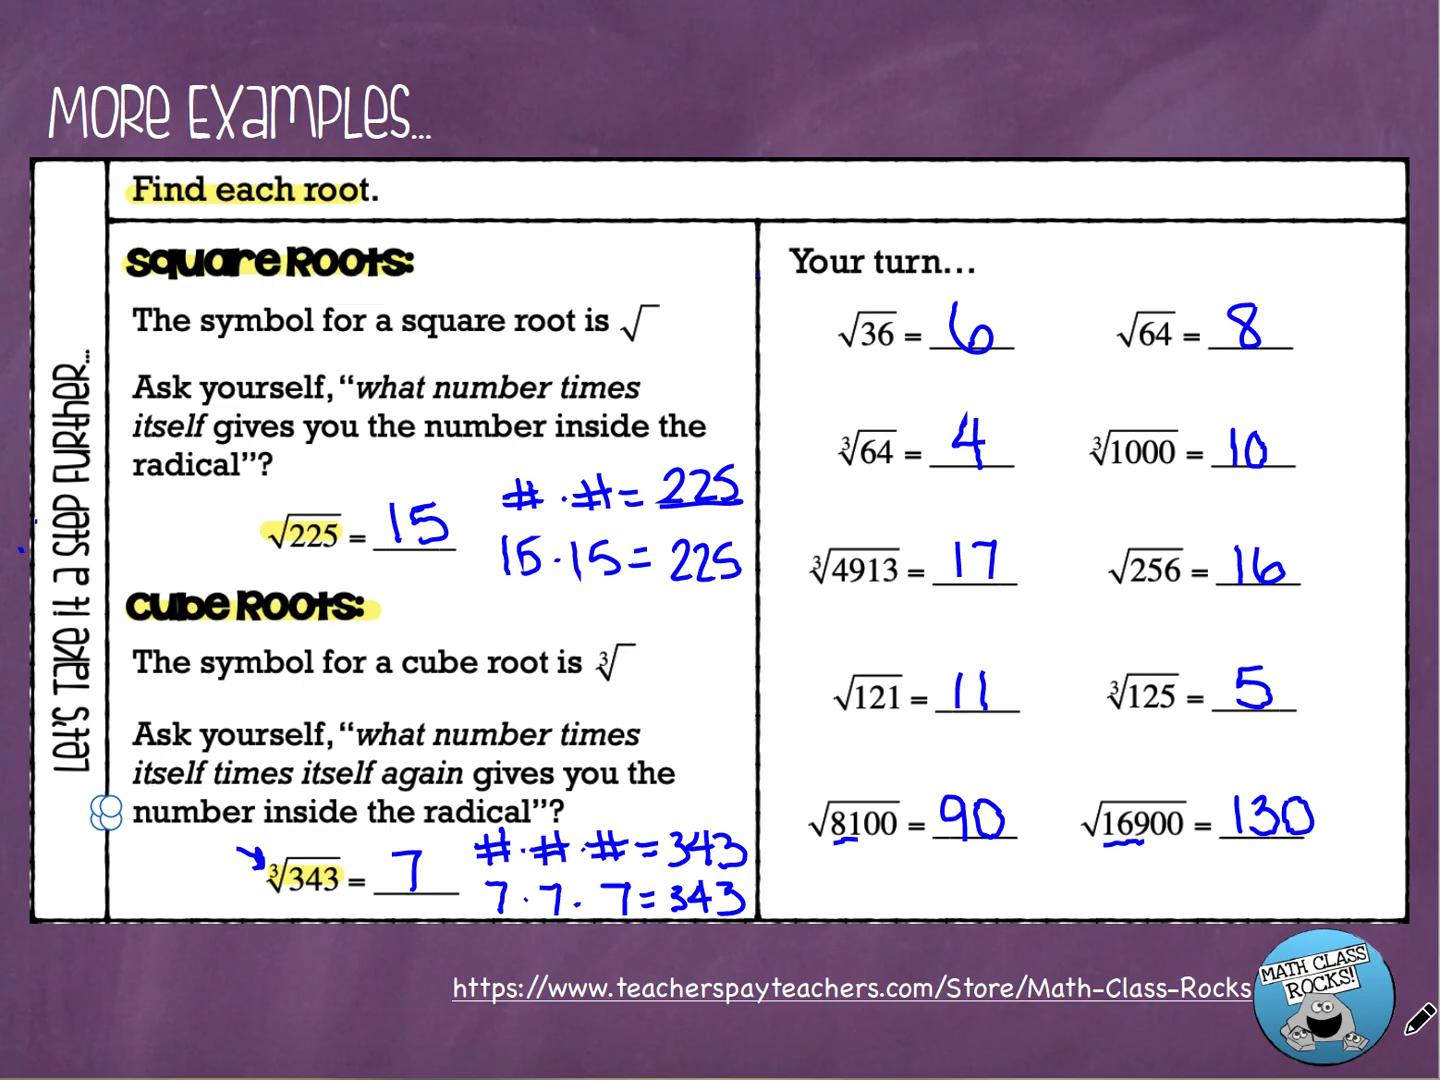 More Examples...
Let's Take it a Step Further...
Find each root.
Square Roots:
The symbol for a square root is √
Ask yourself, “what number times
itself gives you the number inside the
radical”?
# · # = 225
√225 = 15
15 · 15 = 225
Cube Roots:
The symbol for a cube root is ∛
Ask yourself, “what number times
itself times itself again gives you the
number inside the radical”?
# · # · # = 343
∛343 = 7
7 · 7 · 7 = 343
Your turn…
√36 = 6 √64 = 8
∛64 = 4 ∛1000 = 10
∛4913 = 17 √256 = 16
√121 = 11 ∛125 = 5
√8100 = 90 √16900 = 130
https://www.teacherspayteachers.com/Store/Math-Class-Rocks
MATH CLASS
ROCKS!